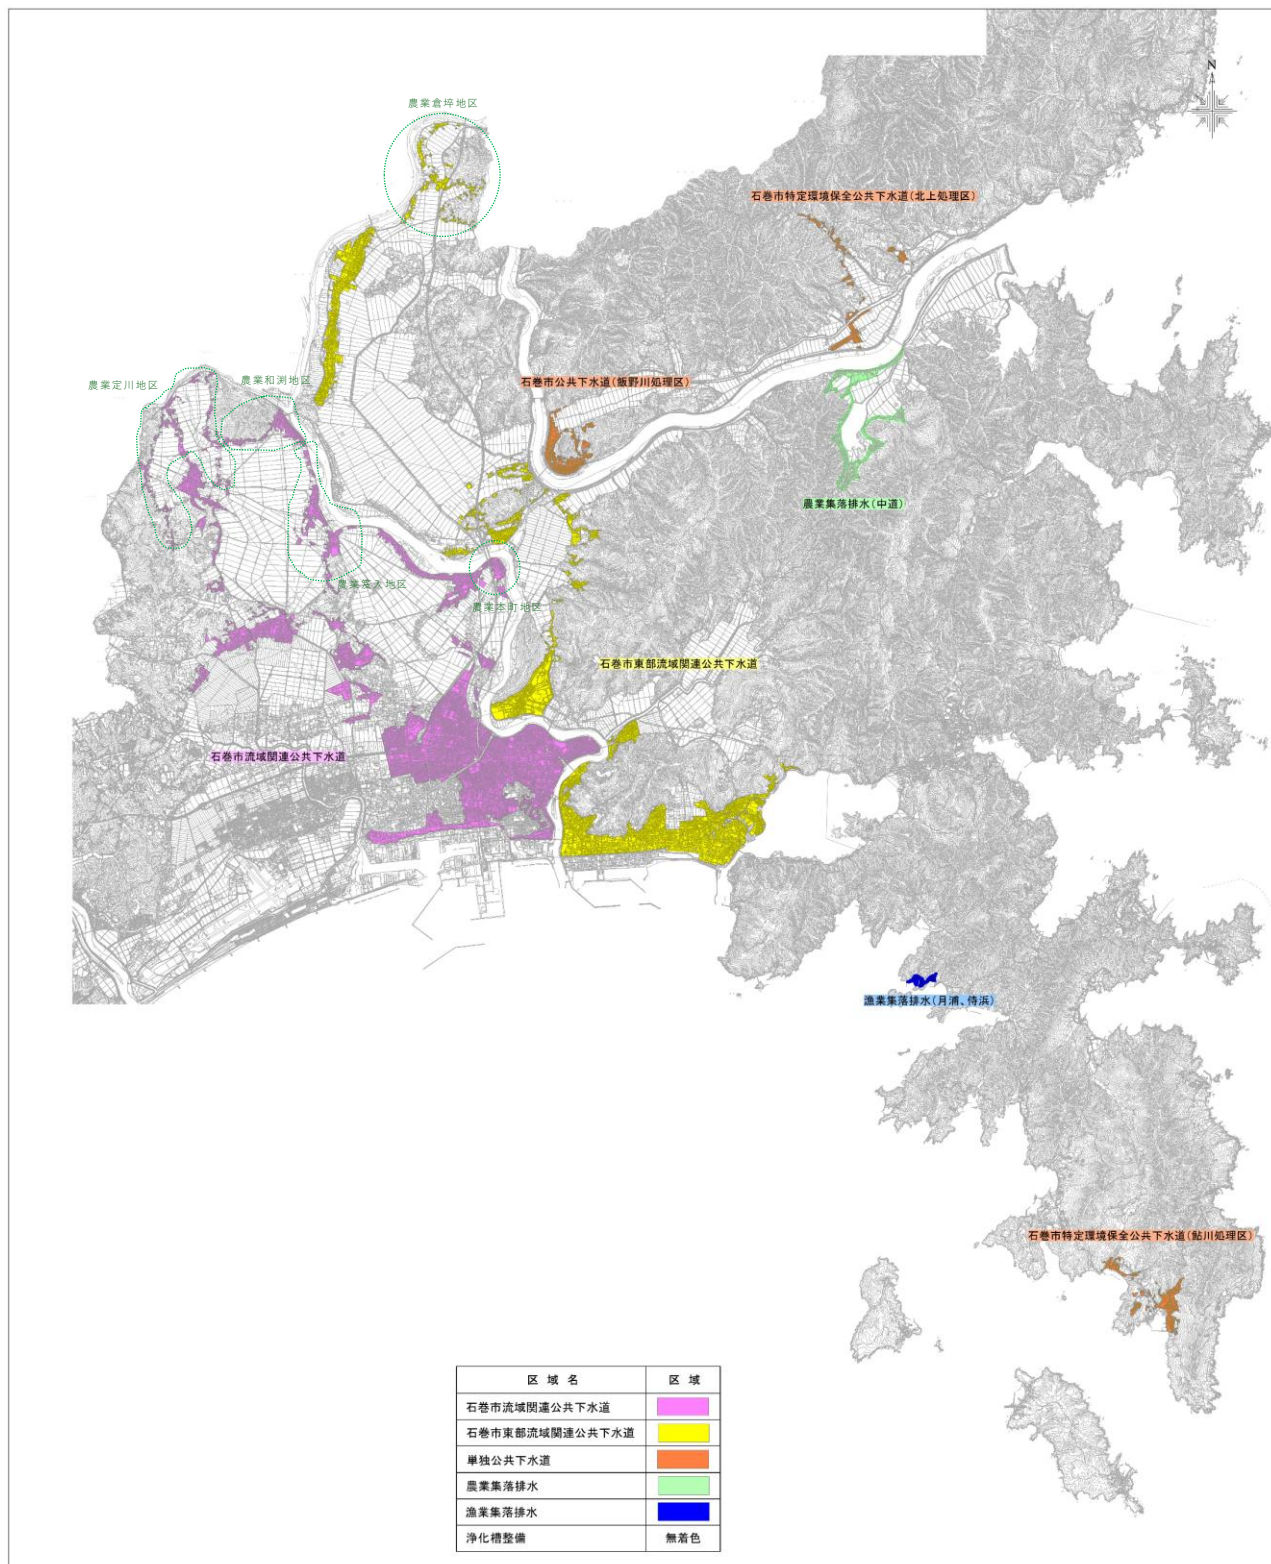 N
農業倉埣地区
石巻市特定環境保全公共下水道(北上処理区)
農業定川地区
農業和渕地区
石巻市公共下水道(飯野川処理区)
農業集落排水(中道)
農業本町地区
石巻市東部流域関連公共下水道
石巻市流域関連公共下水道
漁業集落排水(月浦、侍浜)
石巻市特定環境保全公共下水道(鮎川処理区)
区域名 区域
石巻市流域関連公共下水道
石巻市東部流域関連公共下水道
単独公共下水道
農業集落排水
漁業集落排水
浄化槽整備 無着色